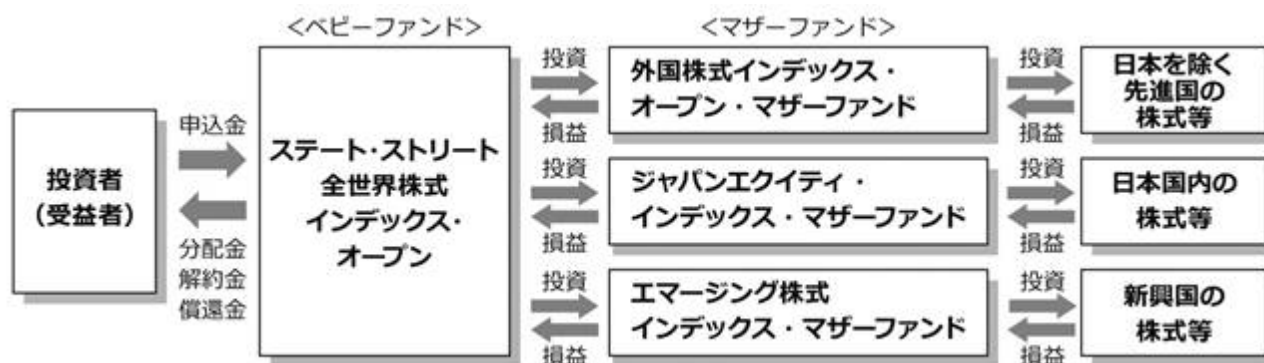 ＜ベビーファンド＞
＜マザーファンド＞
投資者
（受益者）
申込金
分配金
解約金
償還金
ステート・ストリート
全世界株式
インデックス・
オープン
投資
損益
外国株式インデックス・
オープン・マザーファンド
投資
損益
日本を除く
先進国の
株式等
投資
損益
ジャパンエクイティ・
インデックス・マザーファンド
投資
損益
日本国内の
株式等
投資
損益
エマージング株式
インデックス・マザーファンド
投資
損益
新興国の
株式等